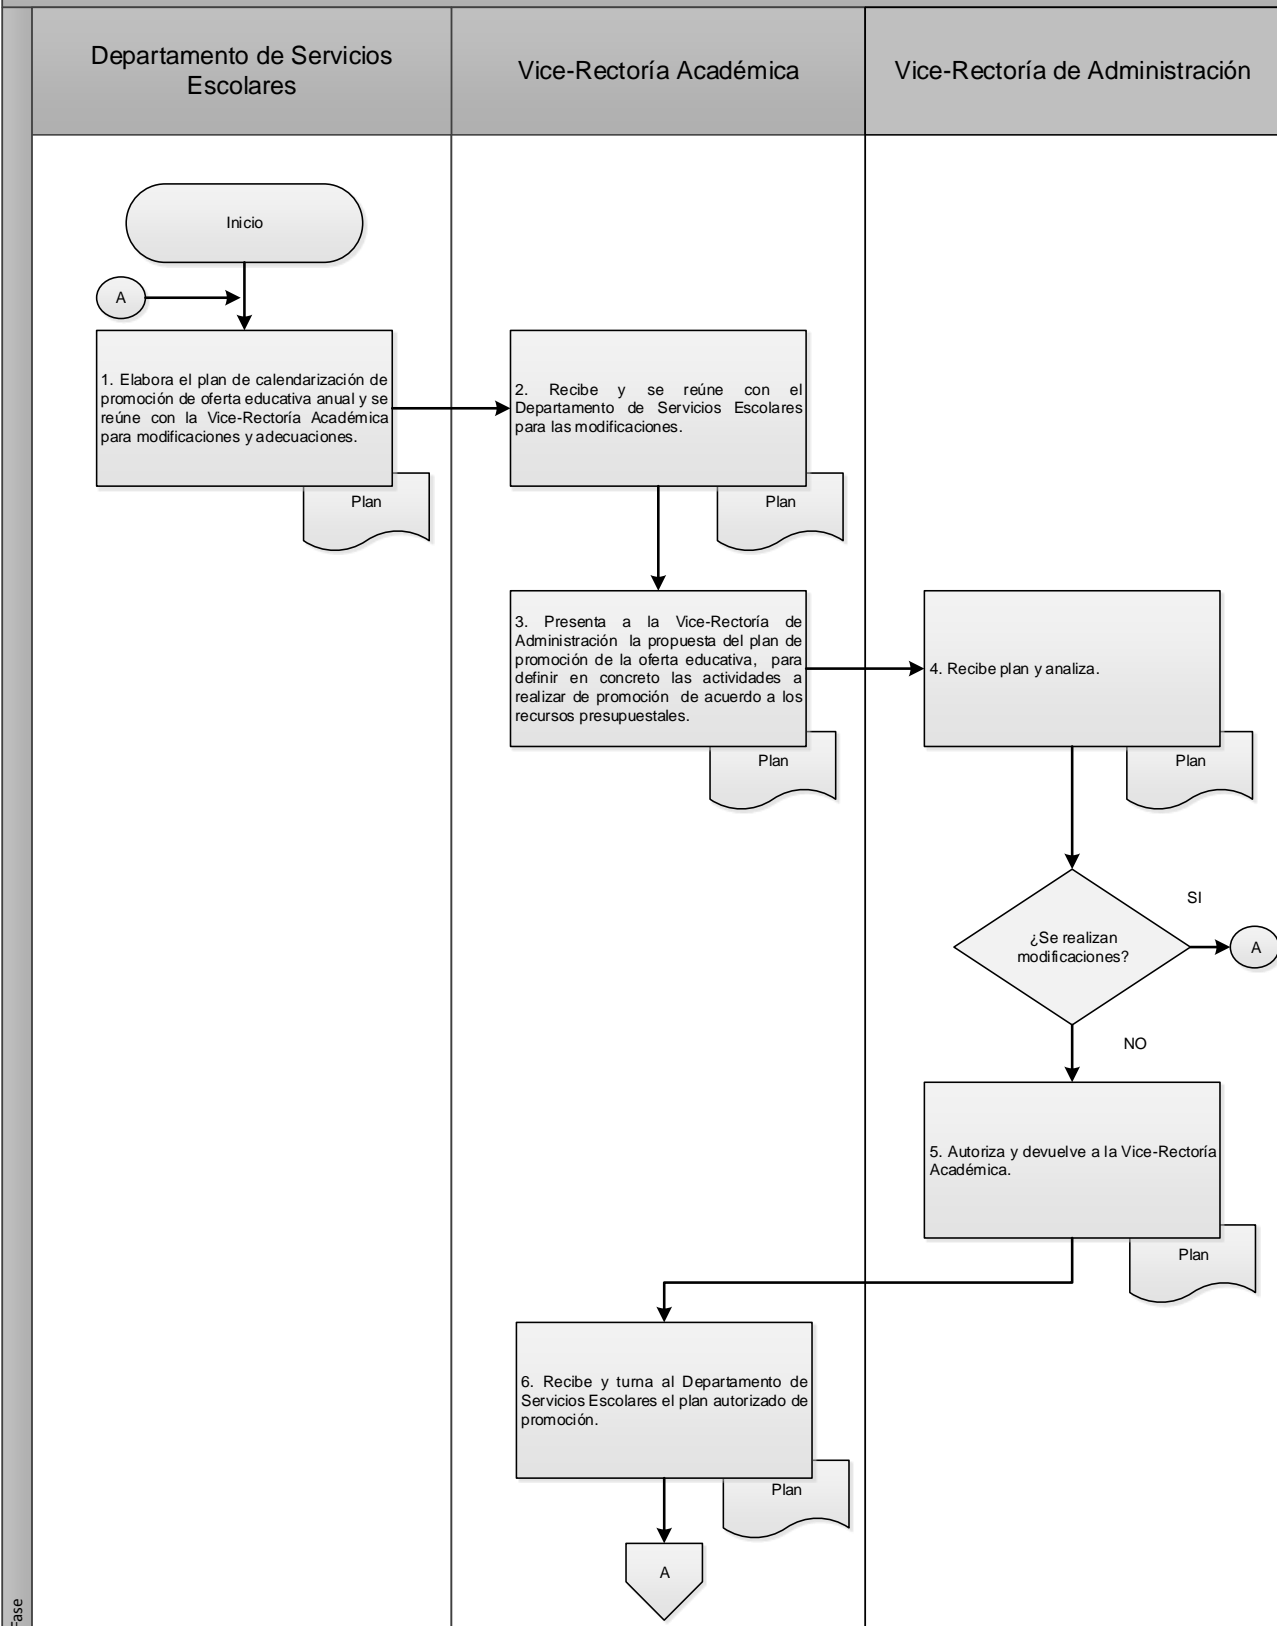 Departamento de Servicios
Escolares
Vice-Rectoría Académica
Vice-Rectoría de Administración
Inicio
A
1. Elabora el plan de calendarización de
promoción de oferta educativa anual y se
reúne con la Vice-Rectoría Académica
para modificaciones y adecuaciones.
Plan
2. Recibe y se reúne con el
Departamento de Servicios Escolares
para las modificaciones.
Plan
3. Presenta a la Vice-Rectoría de
Administración la propuesta del plan de
promoción de la oferta educativa, para
definir en concreto las actividades a
realizar de promoción de acuerdo a los
recursos presupuestales.
Plan
4. Recibe plan y analiza.
Plan
¿Se realizan
modificaciones?
SI
A
NO
5. Autoriza y devuelve a la Vice-Rectoría
Académica.
Plan
6. Recibe y turna al Departamento de
Servicios Escolares el plan autorizado de
promoción.
Plan
A
Fase